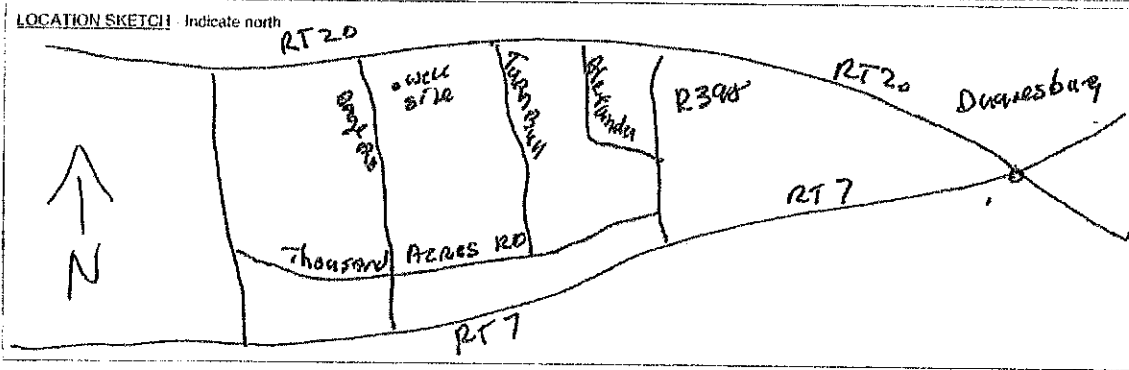 LOCATION SKETCH - Indicate north
RT 20
well
site
Turnbull
Alexander
R398
RT 20
Duanesburg
N
Thousand Acres RD
RT 7
RT 7